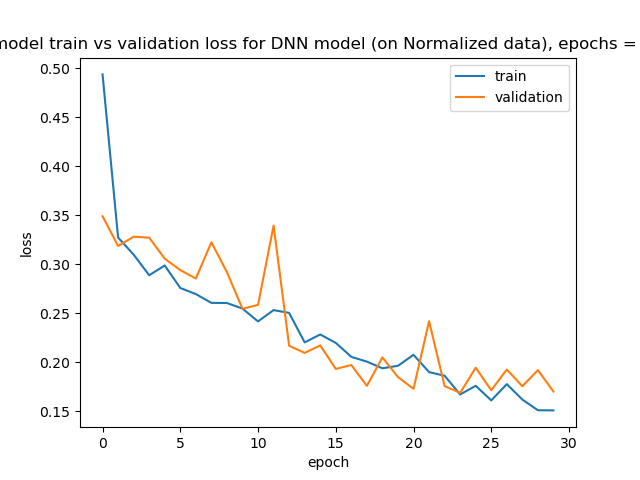 model train vs validation loss for DNN model (on Normalized data), epochs =
train
validation
0.50
0.45
0.40
0.35
0.30
0.25
0.20
0.15
loss
0 5 10 15 20 25 30
epoch